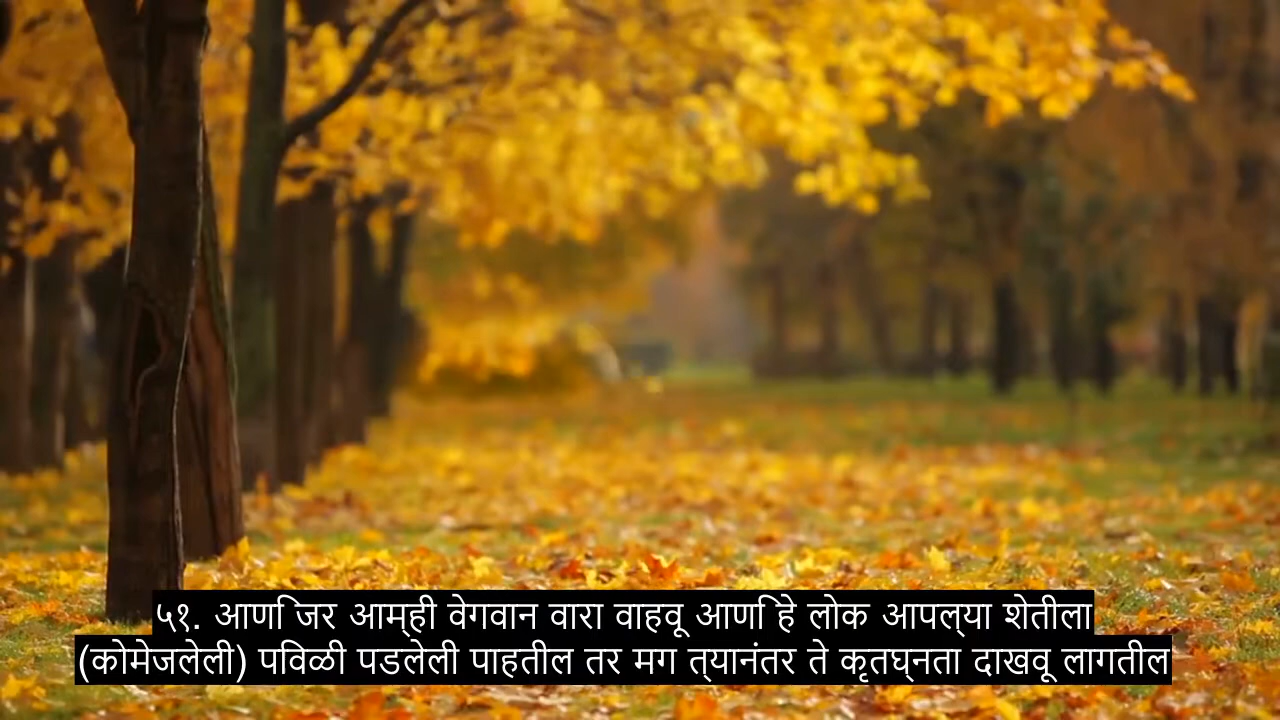 ५१. आणि जर आम्ही वेगवान वारा वाहवू आणि हे लोक आपल्या शेतीला
(कोमेजलेली) पिवळी पडलेली पाहतील तर मग त्यानंतर ते कृतघ्नता दाखवू लागतील